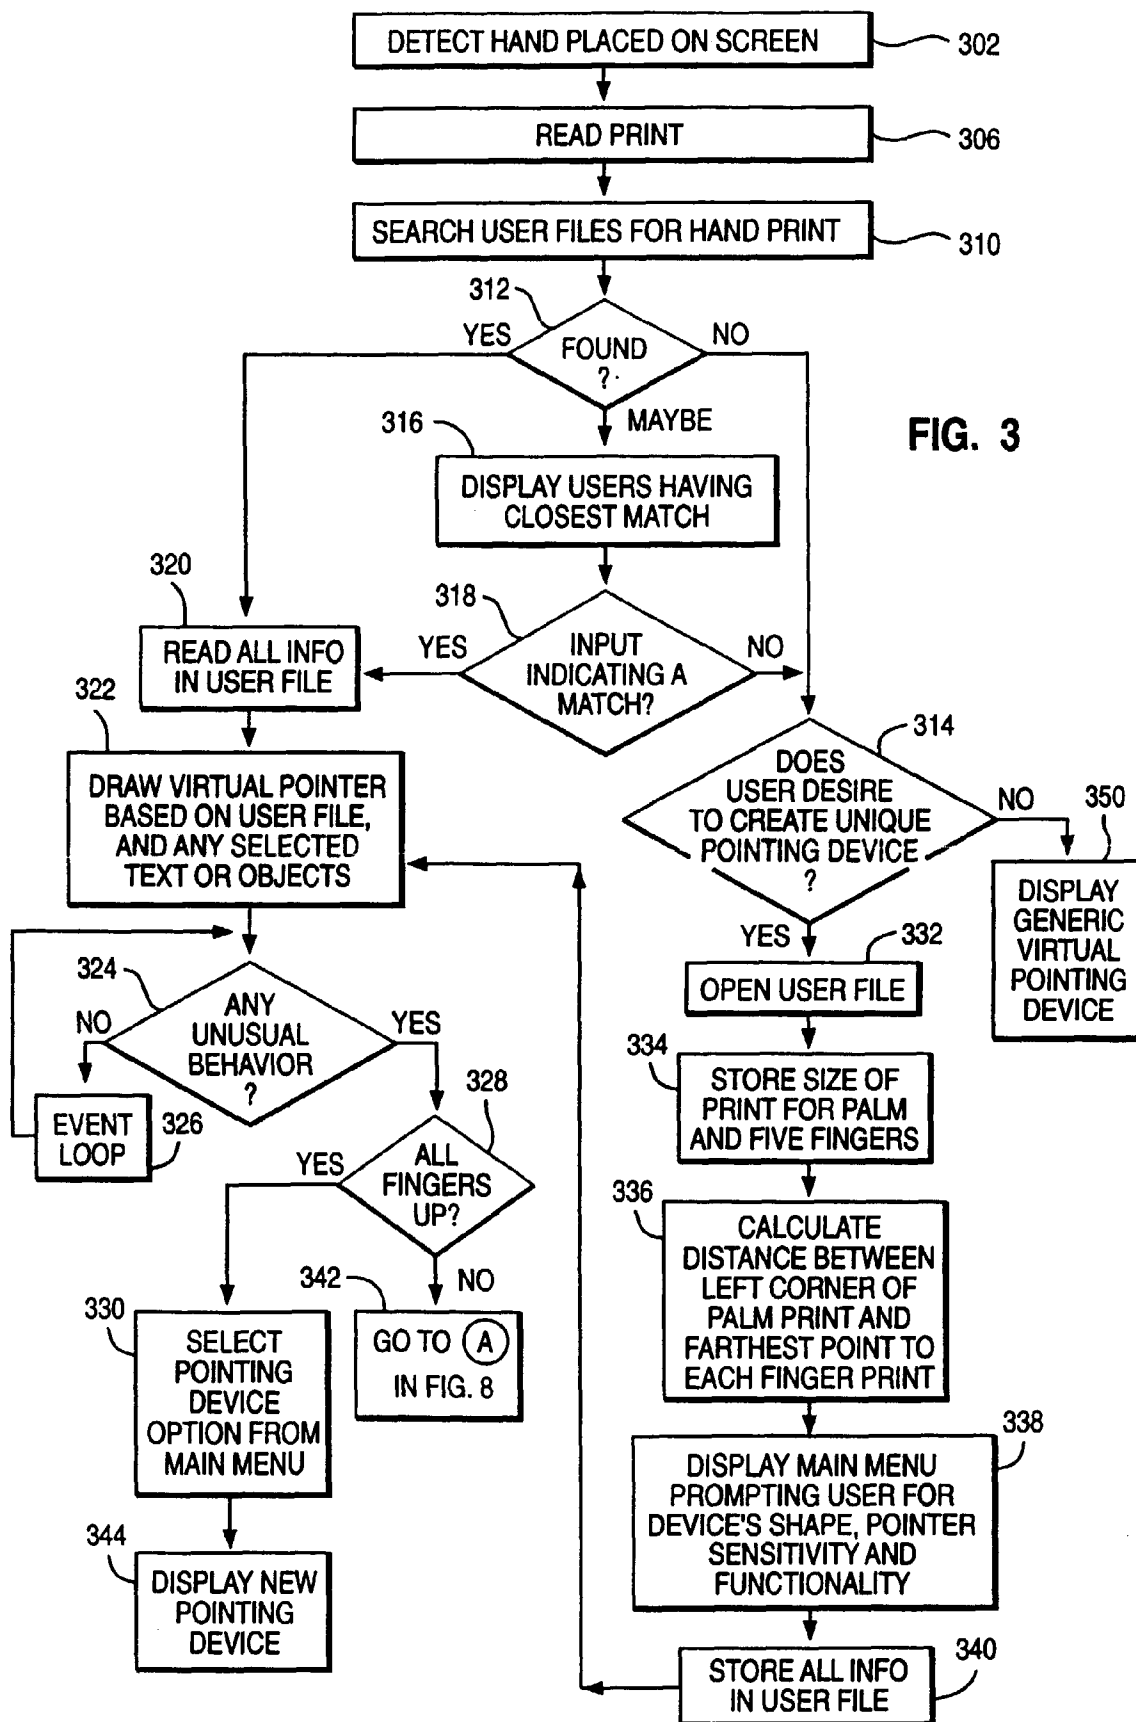 DETECT HAND PLACED ON SCREEN
302
READ PRINT
306
SEARCH USER FILES FOR HAND PRINT
310
312
YES
NO
FOUND
?
MAYBE
FIG. 3
316
DISPLAY USERS HAVING
CLOSEST MATCH
320
318
READ ALL INFO
IN USER FILE
YES
INPUT
INDICATING A
MATCH?
NO
322
DRAW VIRTUAL POINTER
BASED ON USER FILE,
AND ANY SELECTED
TEXT OR OBJECTS
314
DOES
USER DESIRE
TO CREATE UNIQUE
POINTING DEVICE
?
NO
350
DISPLAY
GENERIC
VIRTUAL
POINTING
DEVICE
YES
332
OPEN USER FILE
324
NO
ANY
UNUSUAL
BEHAVIOR
?
YES
EVENT
LOOP
326
328
YES
ALL
FINGERS
UP?
NO
334
STORE SIZE OF
PRINT FOR PALM
AND FIVE FINGERS
336
CALCULATE
DISTANCE BETWEEN
LEFT CORNER OF
PALM PRINT AND
FARTHEST POINT TO
EACH FINGER PRINT
342
GO TO A
IN FIG. 8
330
SELECT
POINTING
DEVICE
OPTION FROM
MAIN MENU
338
DISPLAY MAIN MENU
PROMPTING USER FOR
DEVICE'S SHAPE, POINTER
SENSITIVITY AND
FUNCTIONALITY
344
DISPLAY NEW
POINTING
DEVICE
340
STORE ALL INFO
IN USER FILE